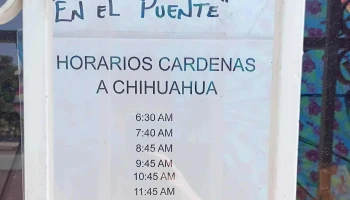 EN EL PUENTE"
HORARIOS CARDENAS
A CHIHUAHUA
6:30 AM
7:40 AM
8:45 AM
9:45 AM
10:45 AM
11:45 AM